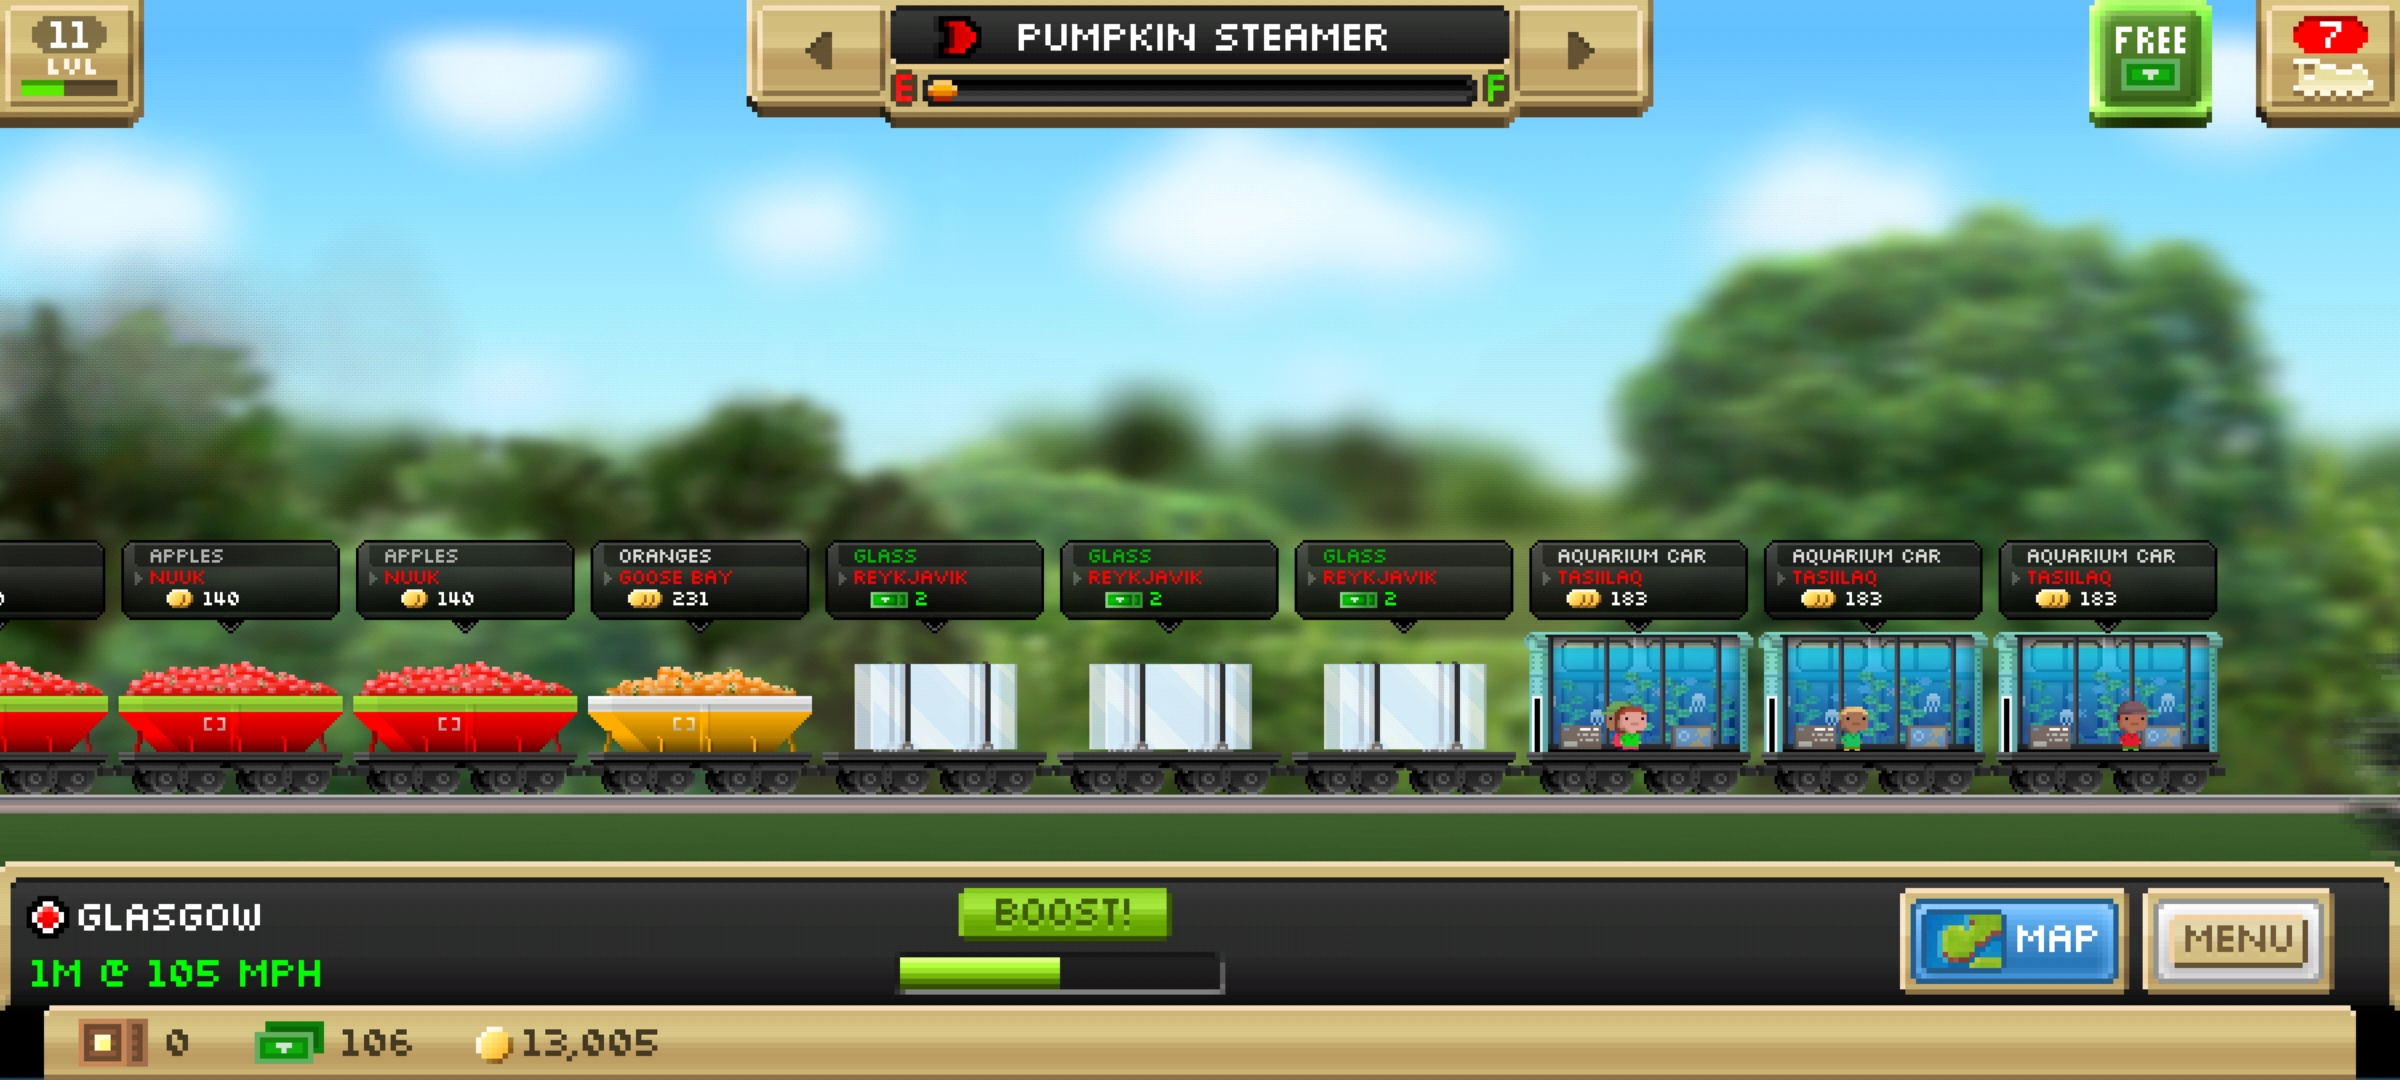 11
LVL
PUMPKIN STEAMER
E F
FREE
7
APPLES
NUUK
140
APPLES
NUUK
140
ORANGES
GOOSE BAY
231
GLASS
REYKJAVIK
2
GLASS
REYKJAVIK
2
GLASS
REYKJAVIK
2
AQUARIUM CAR
TASIILAQ
183
AQUARIUM CAR
TASIILAQ
183
AQUARIUM CAR
TASIILAQ
183
GLASGOW
1M @ 105 MPH
BOOST!
MAP
MENU
0 106 13,005